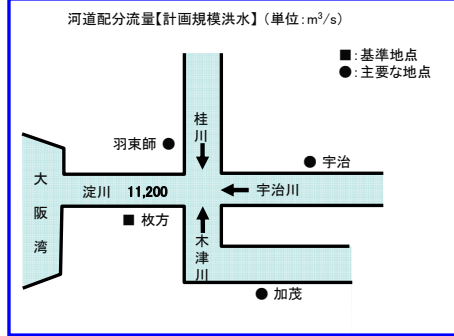 河道配分流量【計画規模洪水】（単位：m³/s）
■：基準地点
●：主要な地点
桂川
羽束師●
●宇治
大阪湾
淀川 11,200
宇治川
■枚方
木津川
●加茂